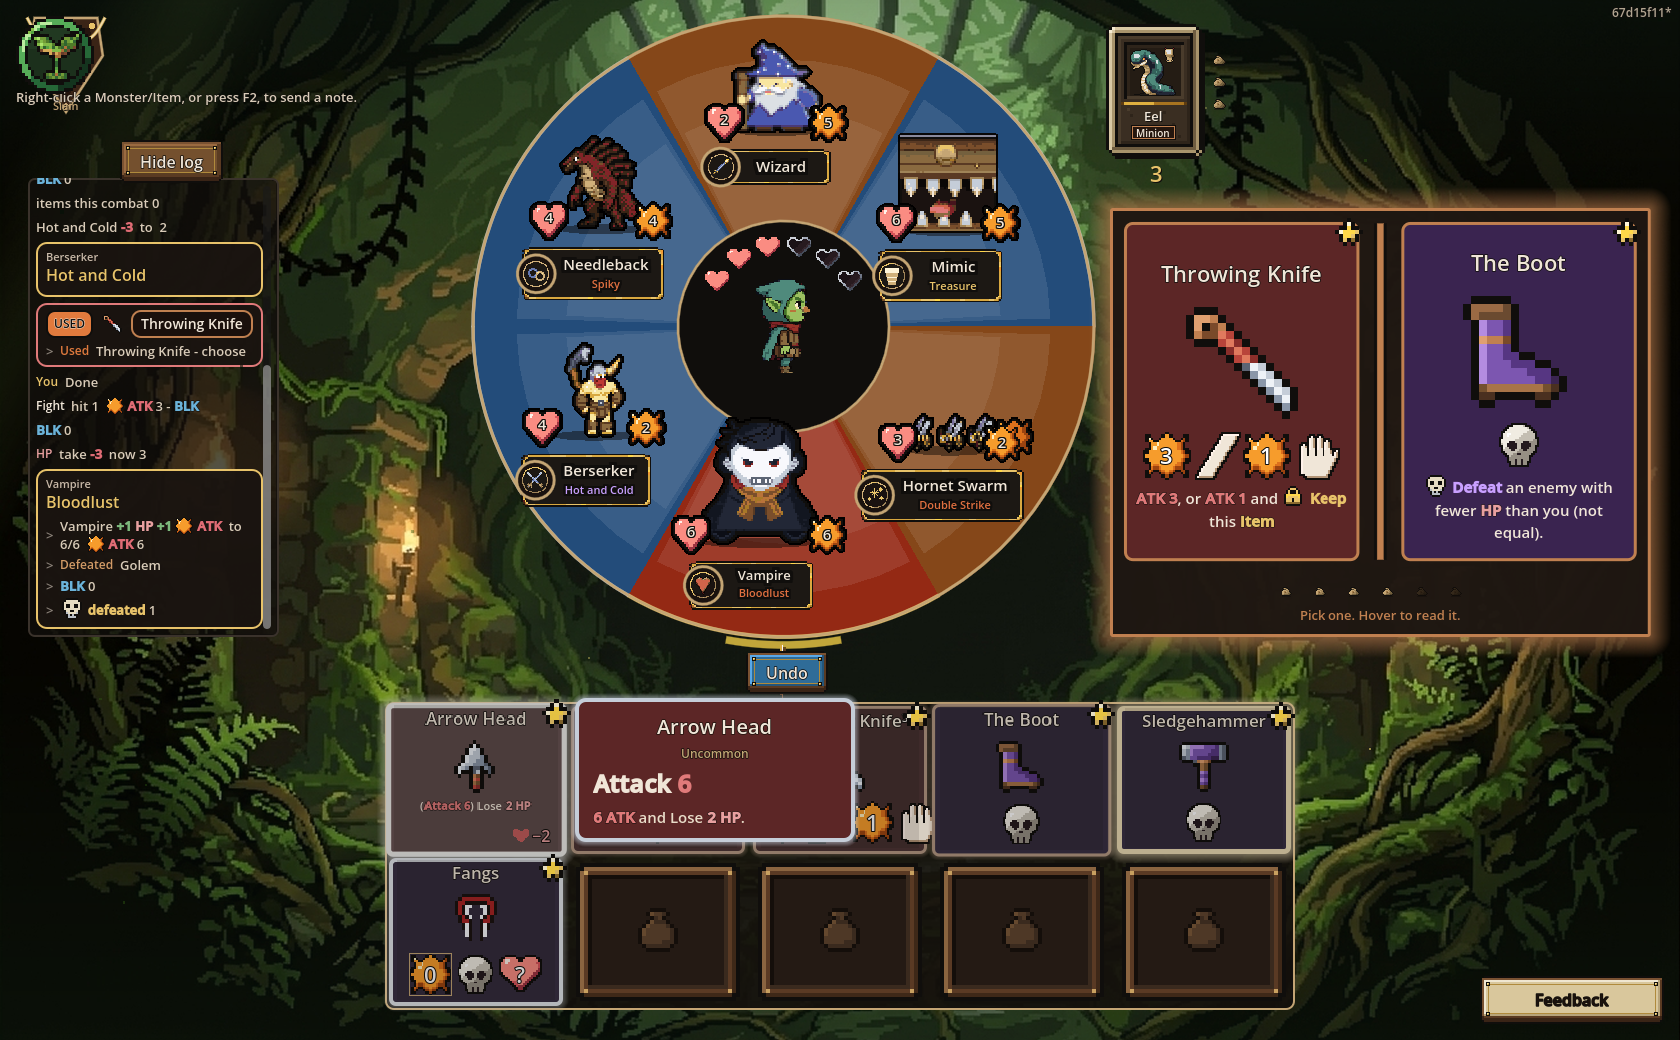 67d15f11*
Right-click a Monster/Item, or press F2, to send a note.
Slam
Hide log
BLK 0
items this combat 0
Hot and Cold -3 to 2
Berserker
Hot and Cold
USED Throwing Knife
> Used Throwing Knife - choose
You Done
Fight hit 1 ATK 3 - BLK
BLK 0
HP take -3 now 3
Vampire
Bloodlust
> Vampire +1 HP +1 ATK to
6/6 ATK 6
> Defeated Golem
> BLK 0
> defeated 1
2
5
Wizard
4
4
Needleback
Spiky
6
5
Mimic
Treasure
4
2
Berserker
Hot and Cold
3
2
Hornet Swarm
Double Strike
6
6
Vampire
Bloodlust
Undo
Eel
Minion
3
Throwing Knife
3
1
ATK 3, or ATK 1 and Keep
this Item
The Boot
Defeat an enemy with
fewer HP than you (not
equal).
Pick one. Hover to read it.
Arrow Head
(Attack 6) Lose 2 HP
-2
Arrow Head
Uncommon
Attack 6
6 ATK and Lose 2 HP.
Knife
1
The Boot
Sledgehammer
Fangs
0
?
Feedback